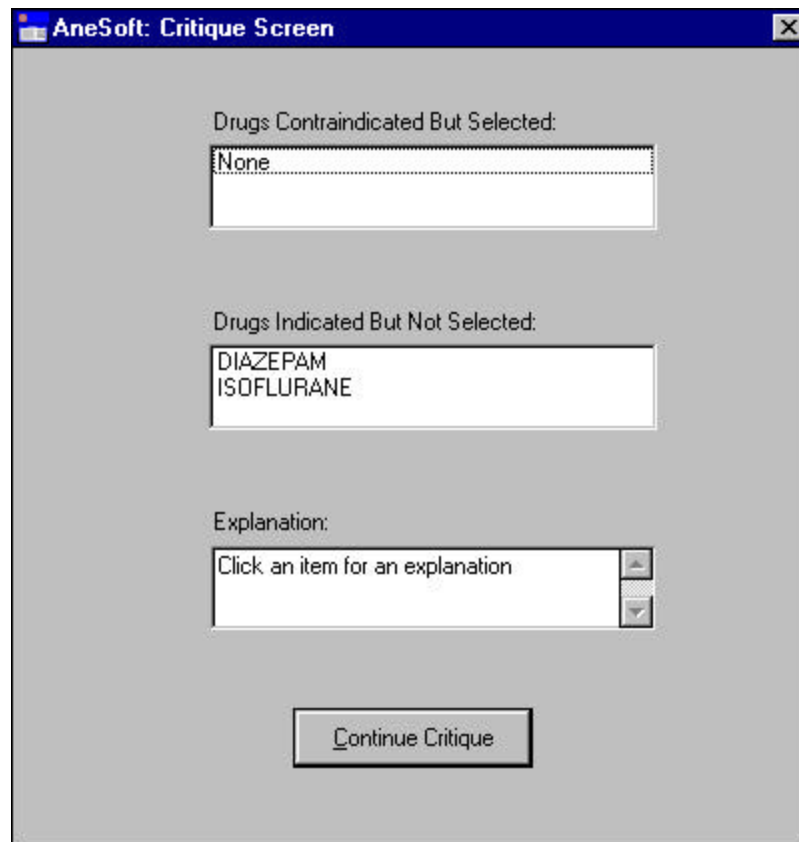 AneSoft: Critique Screen
Drugs Contraindicated But Selected:
None
Drugs Indicated But Not Selected:
DIAZEPAM
ISOFLURANE
Explanation:
Click an item for an explanation
Continue Critique